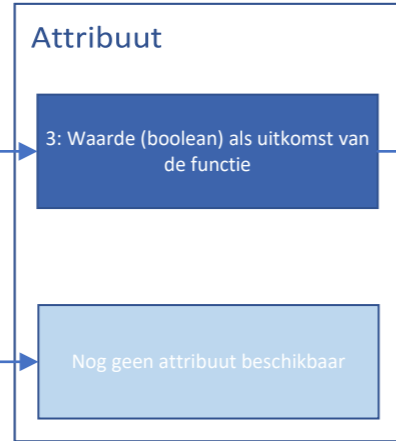 Attribuut
3: Waarde (boolean) als uitkomst van
de functie
Nog geen attribuut beschikbaar